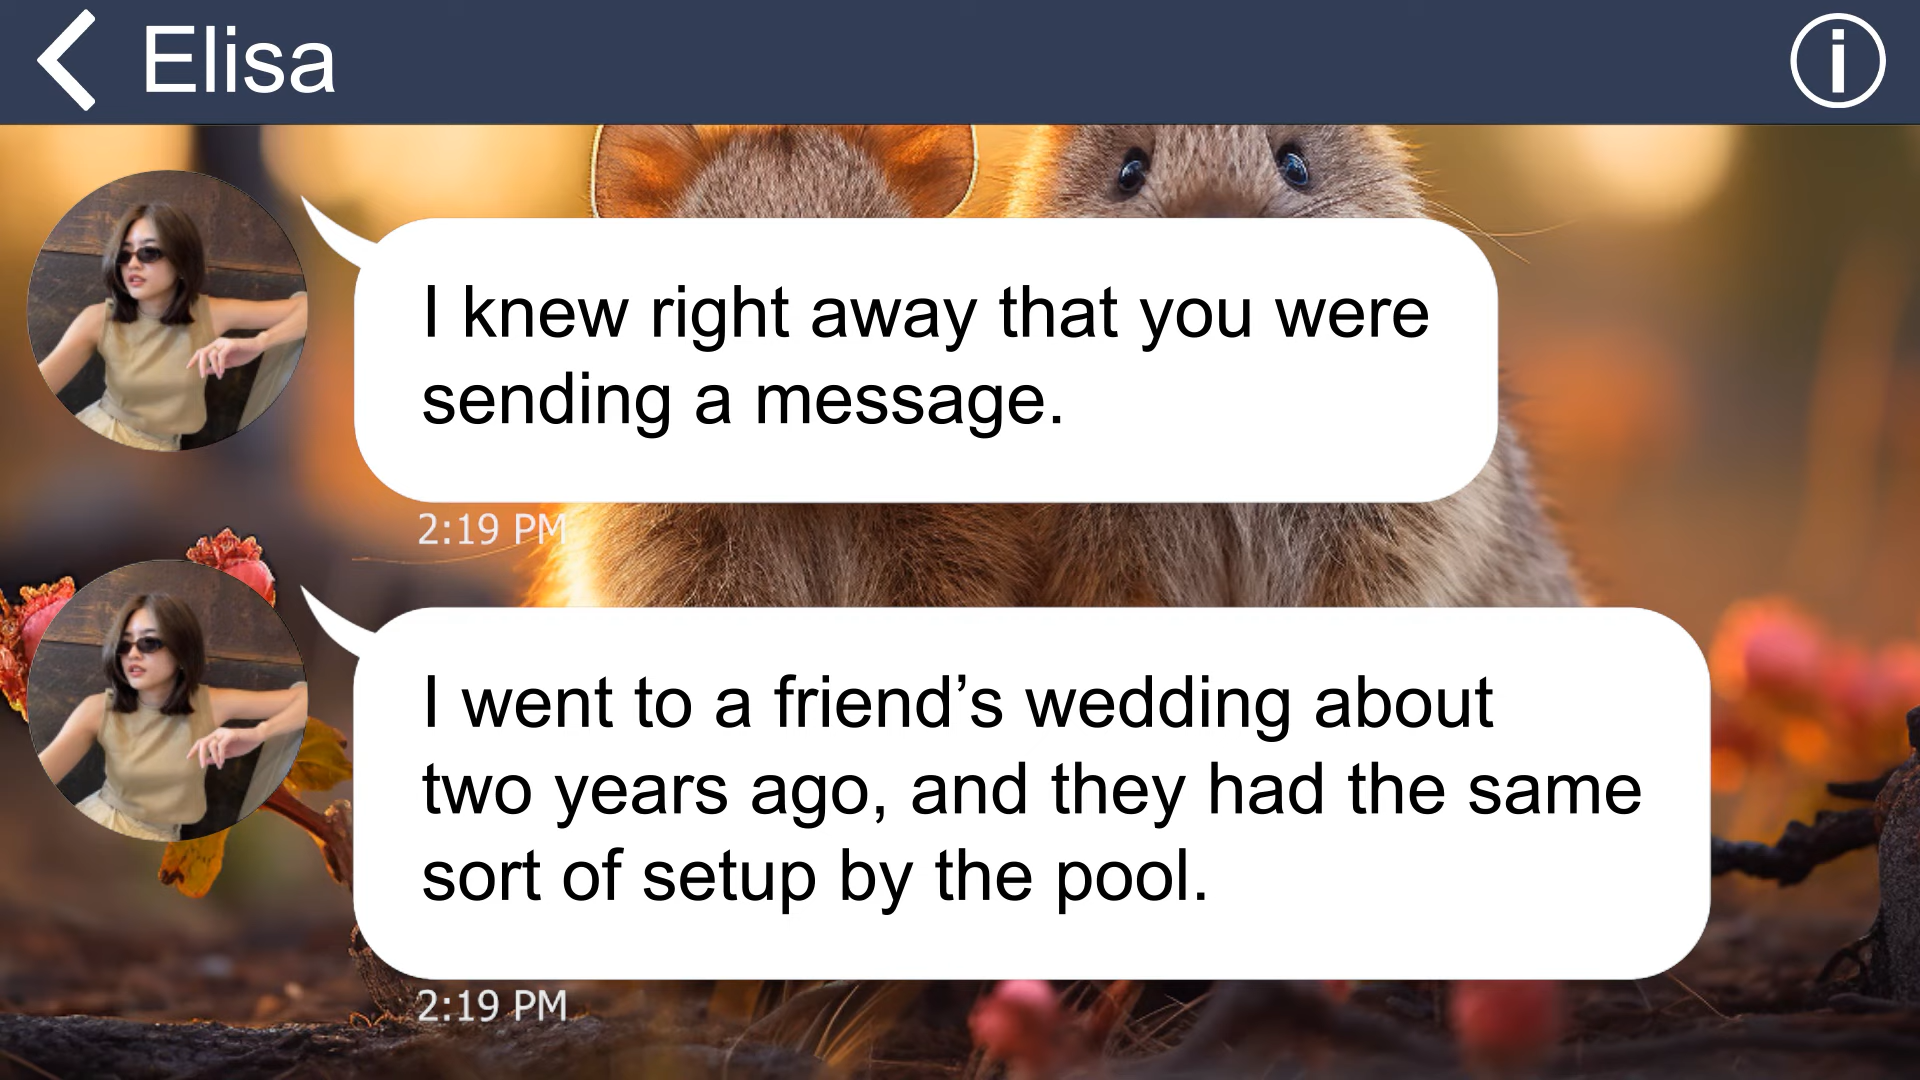 Elisa
I knew right away that you were
sending a message.
2:19 PM
I went to a friend’s wedding about
two years ago, and they had the same
sort of setup by the pool.
2:19 PM